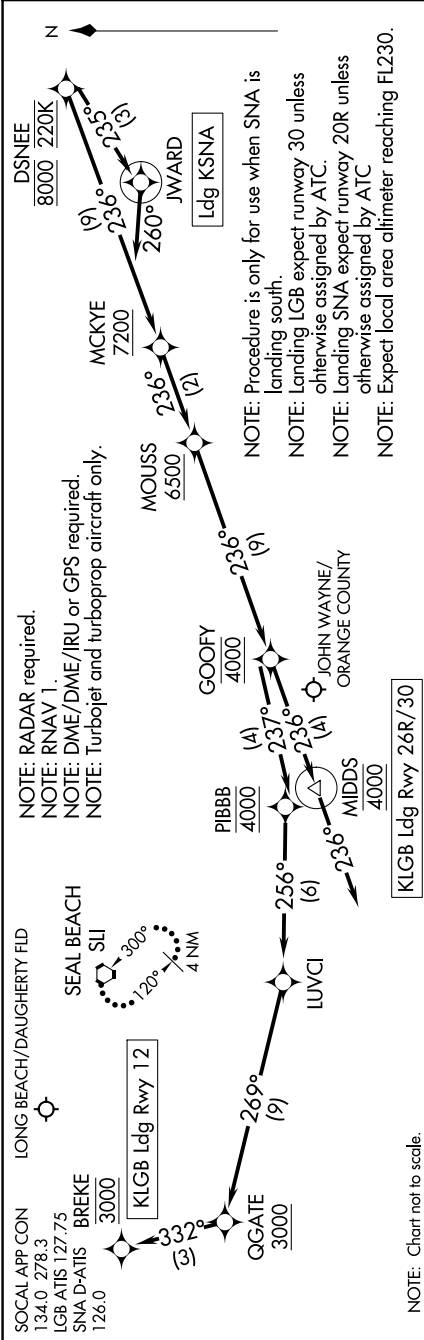 SOCAL APP CON
134.0 278.3
LGB ATIS 127.75
SNA D-ATIS
126.0
LONG BEACH/DAUGHERTY FLD
NOTE: RADAR required.
NOTE: RNAV 1.
NOTE: DME/DME/IRU or GPS required.
NOTE: Turbojet and turboprop aircraft only.
N
DSNEE
8000 220K
235°
(3)
JWARD
260°
Ldg KSNA
(9)
236°
MCKYE
7200
236°
(2)
MOUSS
6500
236°
(9)
GOOFY
4000
JOHN WAYNE/
ORANGE COUNTY
(4)
237°
236°
(4)
PIBBB
4000
MIDDS
4000
236°
KLGB Ldg Rwy 26R/30
256°
(6)
LUVCI
269°
(9)
QGATE
3000
332°
(3)
BREKE
3000
KLGB Ldg Rwy 12
SEAL BEACH
SLI
300°
120°
4 NM
NOTE: Procedure is only for use when SNA is
landing south.
NOTE: Landing LGB expect runway 30 unless
ohterwise assigned by ATC.
NOTE: Landing SNA expect runway 20R unless
otherwise assigned by ATC
NOTE: Expect local area altimeter reaching FL230.
NOTE: Chart not to scale.